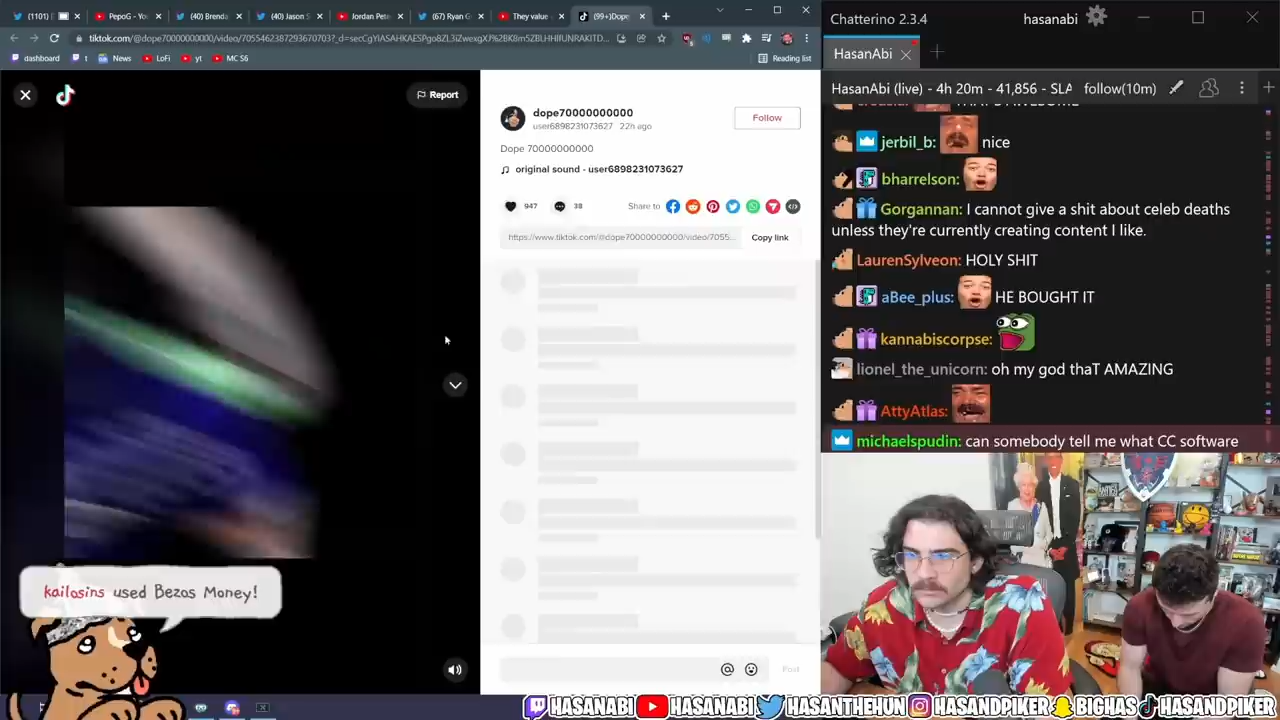 (1101)
PepoG - Yo
(40) Brenda
(40) Jason S
Jordan Pete
(67) Ryan G
They value
(99+)Dope
tiktok.com/@dope70000000000/video/7055462387293670703?_d=
dashboard
t
News
LoFi
yt
MC S6
Reading list
Report
dope70000000000
user6898231073627 22h ago
Follow
Dope 70000000000
original sound - user6898231073627
947
38
Share to
https://www.tiktok.com/@dope70000000000/video/7055...
Copy link
Post
kailosins used Bezos Money!
Chatterino 2.3.4
hasanabi
HasanAbi
HasanAbi (live) - 4h 20m - 41,856 - SLA
follow(10m)
jerbil_b: nice
bharrelson:
Gorgannan: I cannot give a shit about celeb deaths
unless they're currently creating content I like.
LaurenSylveon: HOLY SHIT
aBee_plus: HE BOUGHT IT
kannabiscorpse:
lionel_the_unicorn: oh my god thaT AMAZING
AttyAtlas:
michaelspudin: can somebody tell me what CC software
HASANABI
HASANABI
HASANTHEHUN
HASANDPIKER
BIGHAS
HASANDPIKER